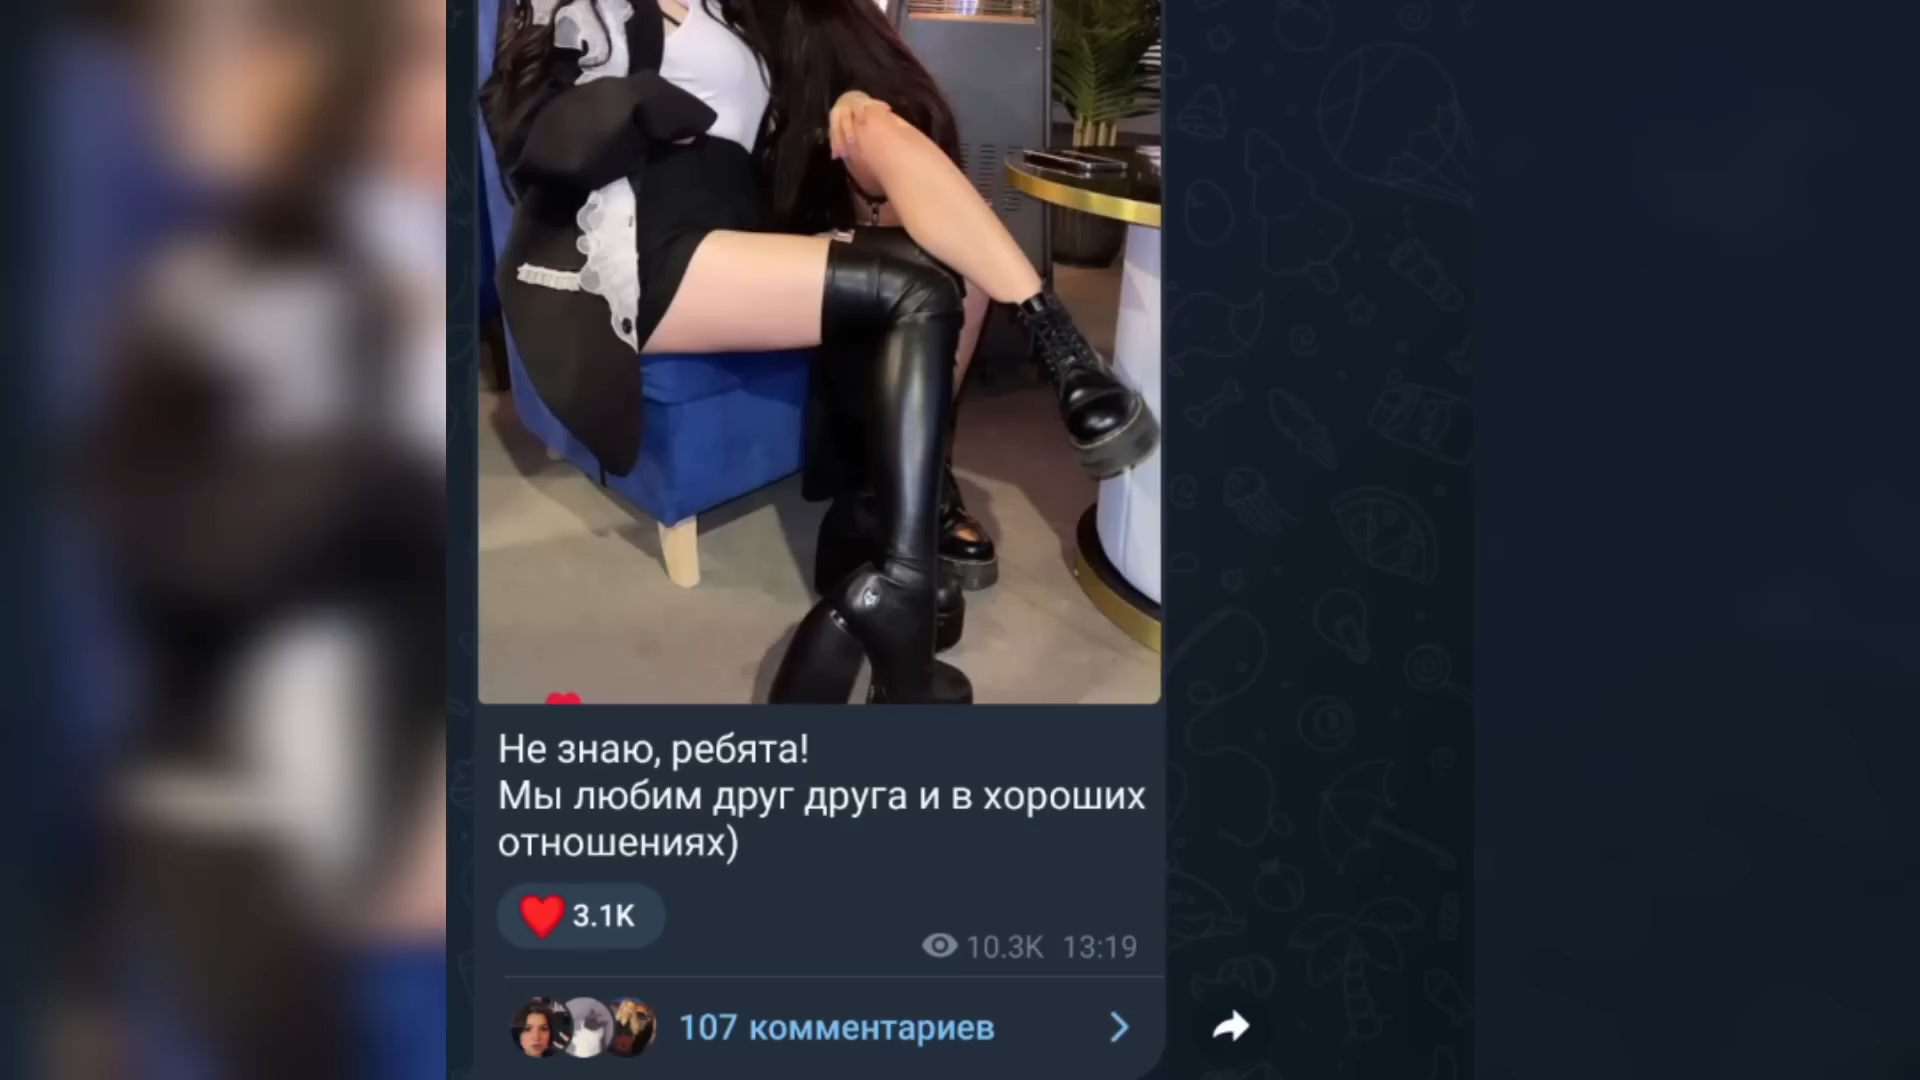 Не знаю, ребята!
Мы любим друг друга и в хороших
отношениях)
3.1K
10.3K 13:19
107 комментариев